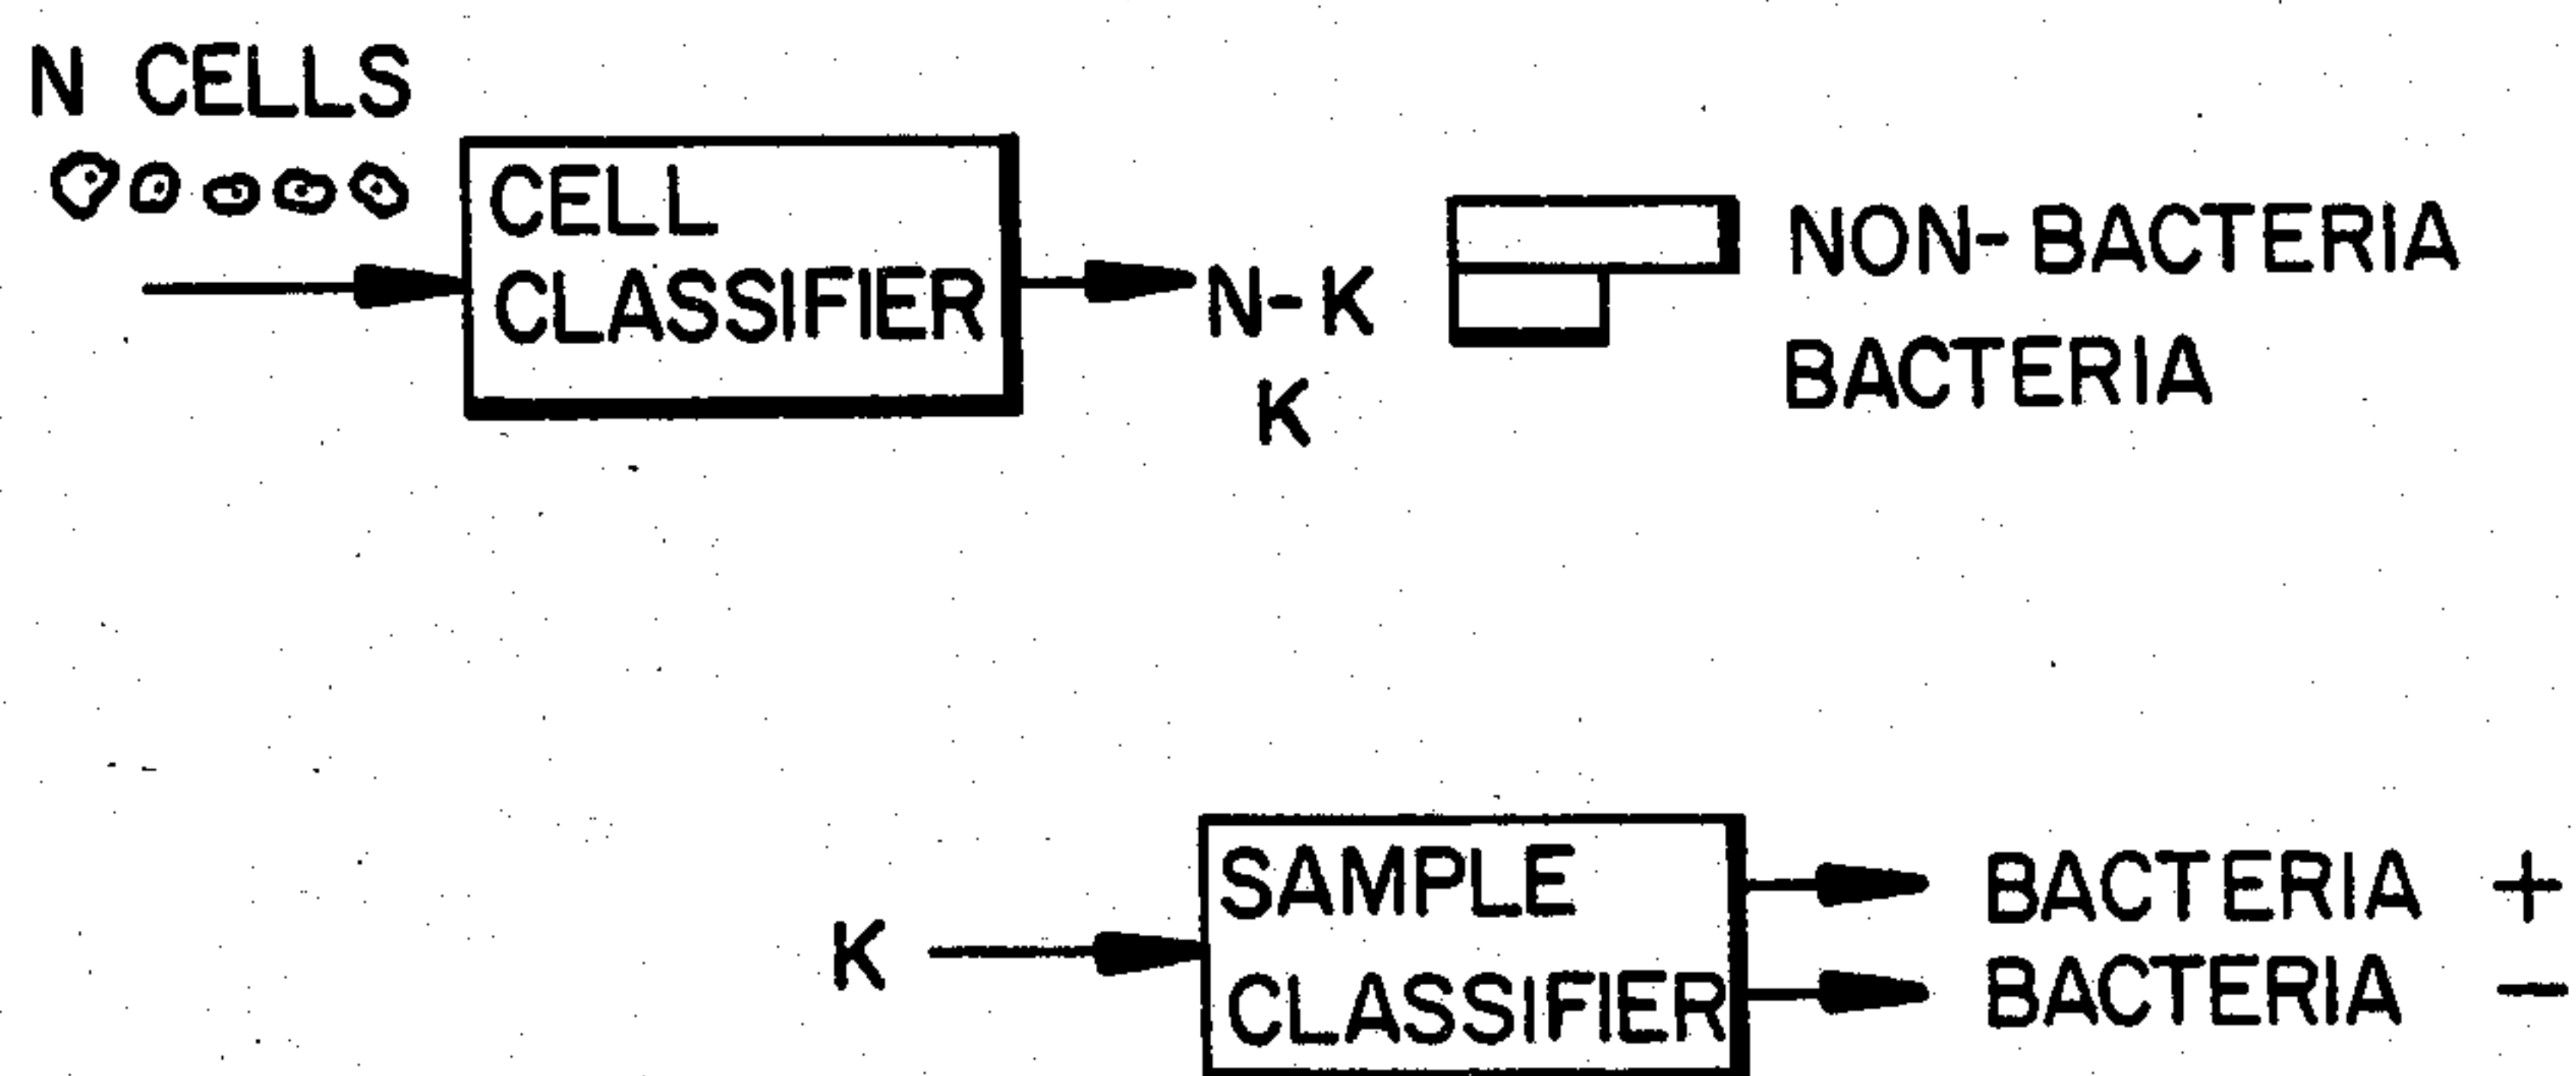 N CELLS
CELL
CLASSIFIER
N-K
K
NON-BACTERIA
BACTERIA
K
SAMPLE
CLASSIFIER
BACTERIA +
BACTERIA -